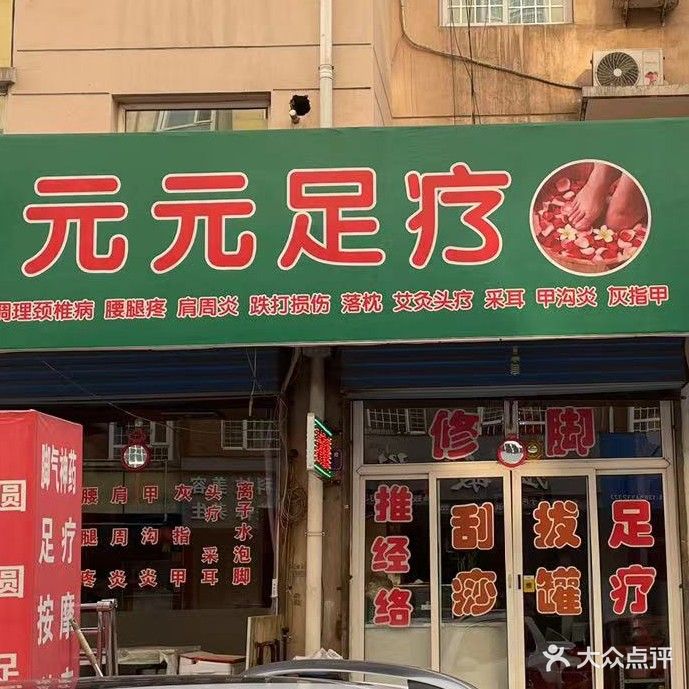 元元足疗
调理颈椎病 腰腿疼 肩周炎 跌打损伤 落枕 艾灸头疗 采耳 甲沟炎 灰指甲
脚气神药
足疗
按摩
圆
圆
足
腰腿疼
肩周炎
甲沟炎
灰指甲
头疗
采耳
离子水泡脚
修脚
推经络
刮痧
拔罐
足疗
大众点评